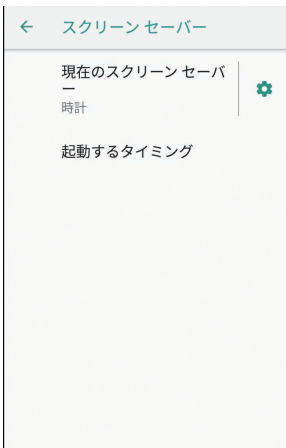 スクリーン セーバー
現在のスクリーン セーバ
ー
時計
起動するタイミング